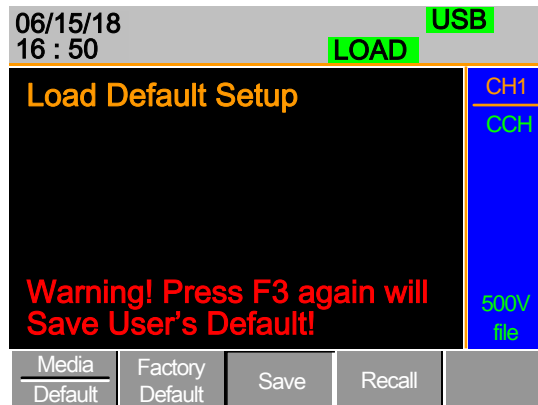 06/15/18
USB
16 : 50
LOAD
Load Default Setup
CH1
CCH
Warning! Press F3 again will
Save User's Default!
500V
file
Media
Default
Factory
Default
Save
Recall